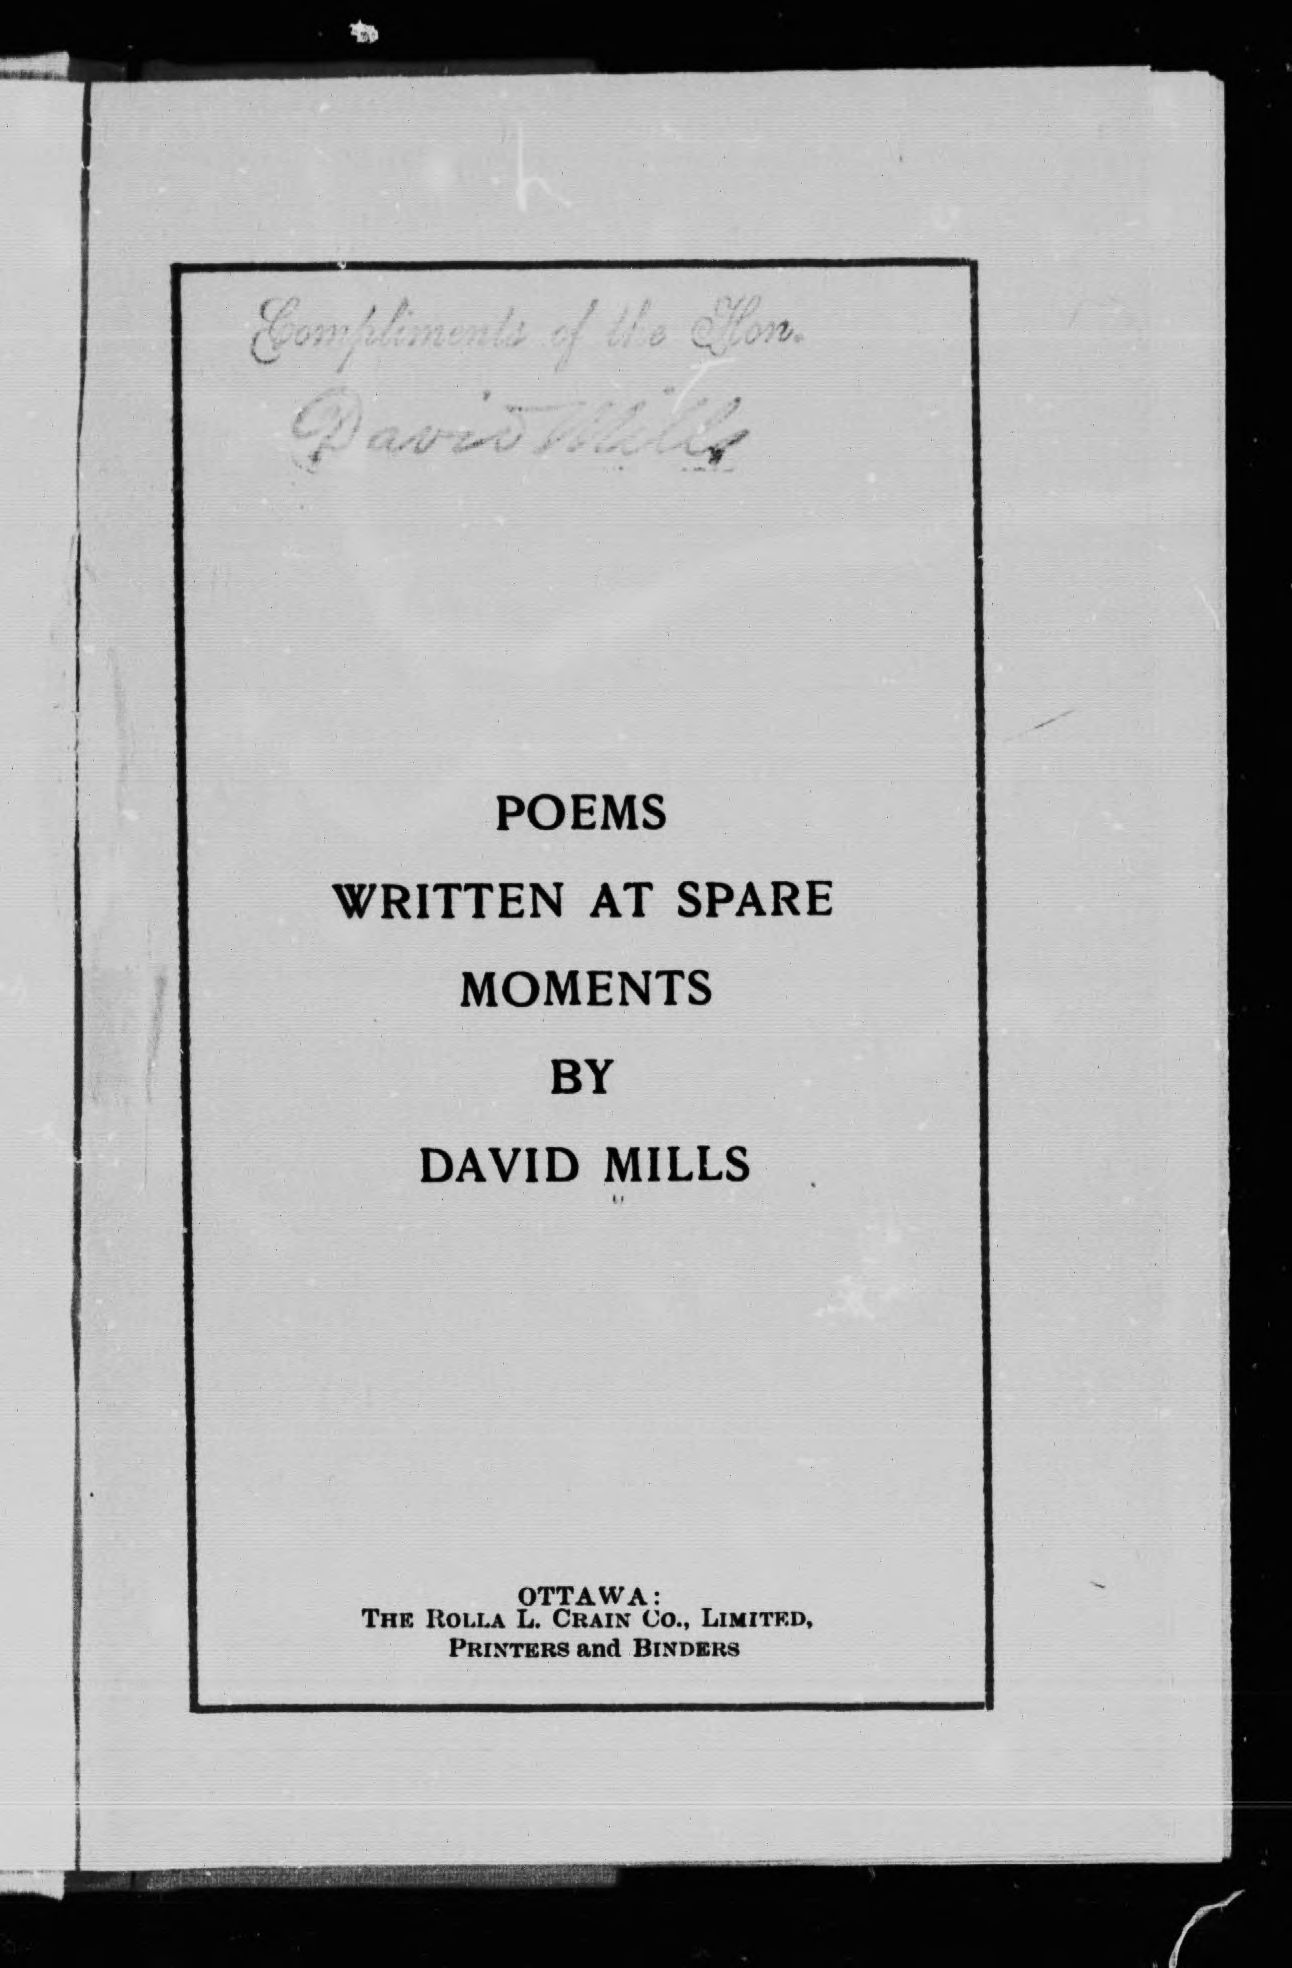 Compliments of the Hon.
David Mills
POEMS
WRITTEN AT SPARE
MOMENTS
BY
DAVID MILLS
OTTAWA:
THE ROLLA L. CRAIN CO., LIMITED,
PRINTERS and BINDERS